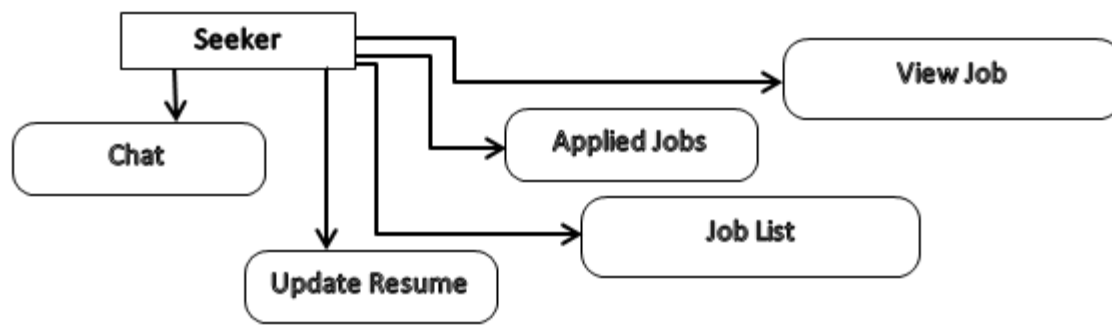 Seeker
View Job
Applied Jobs
Chat
Job List
Update Resume